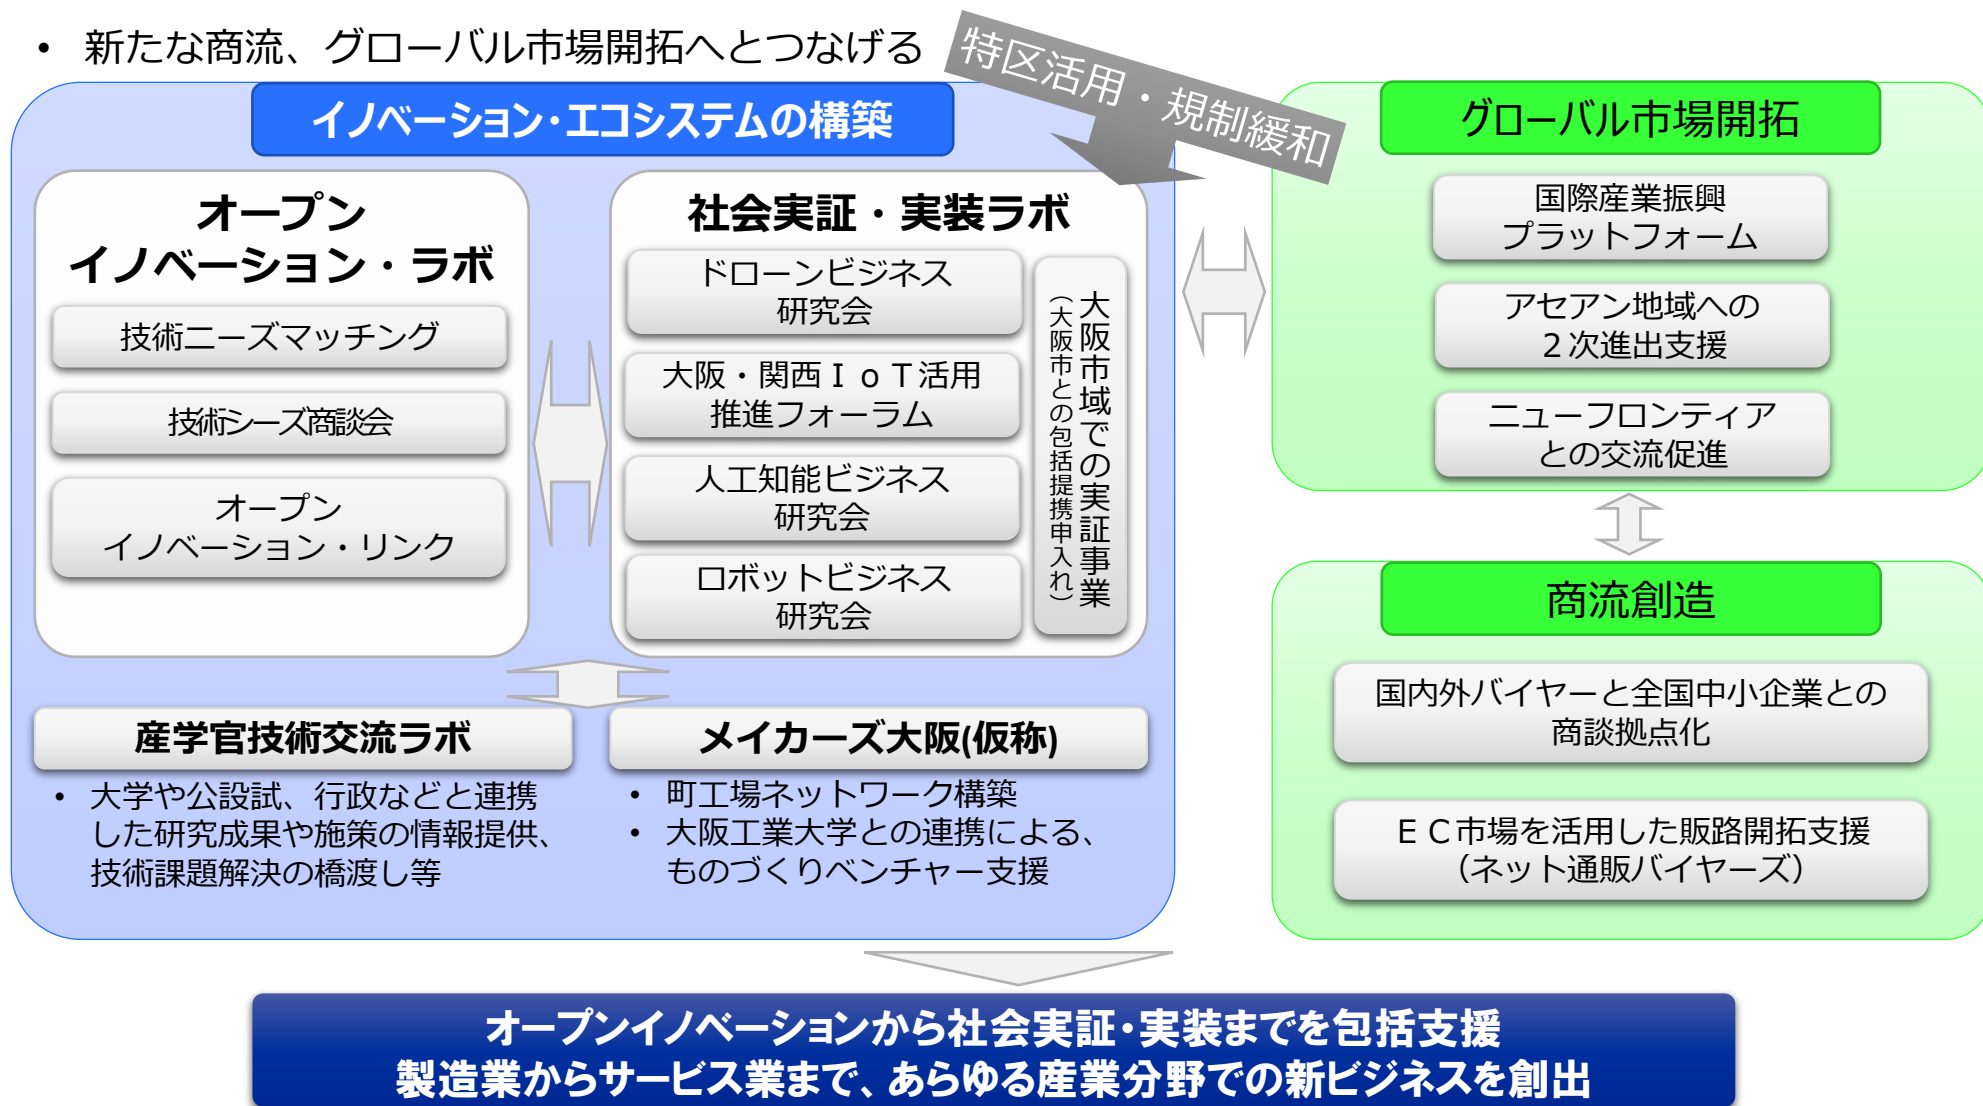 • 新たな商流、グローバル市場開拓へとつなげる
特区活用・規制緩和
イノベーション・エコシステムの構築
オープン
イノベーション・ラボ
技術ニーズマッチング
技術シーズ商談会
オープン
イノベーション・リンク
社会実証・実装ラボ
ドローンビジネス
研究会
大阪・関西ＩｏＴ活用
推進フォーラム
人工知能ビジネス
研究会
ロボットビジネス
研究会
大阪市域での実証事業
（大阪市との包括提携申入れ）
産学官技術交流ラボ
• 大学や公設試、行政などと連携
した研究成果や施策の情報提供、
技術課題解決の橋渡し等
メイカーズ大阪(仮称)
• 町工場ネットワーク構築
• 大阪工業大学との連携による、
ものづくりベンチャー支援
グローバル市場開拓
国際産業振興
プラットフォーム
アセアン地域への
２次進出支援
ニューフロンティア
との交流促進
商流創造
国内外バイヤーと全国中小企業との
商談拠点化
ＥＣ市場を活用した販路開拓支援
（ネット通販バイヤーズ）
オープンイノベーションから社会実証・実装までを包括支援
製造業からサービス業まで、あらゆる産業分野での新ビジネスを創出